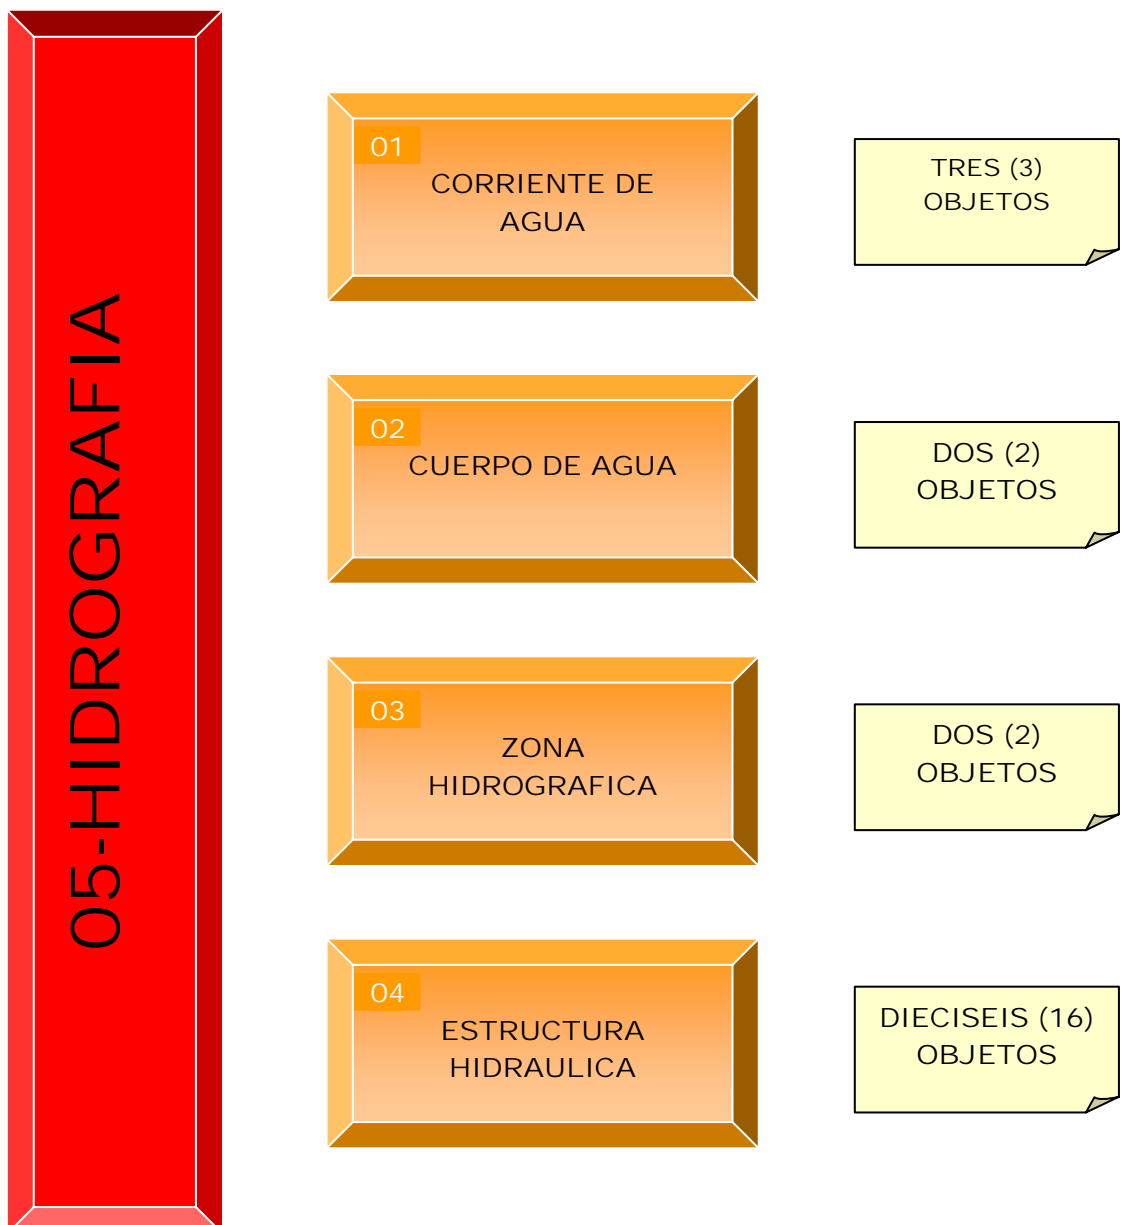 05-HIDROGRAFIA
01
CORRIENTE DE
AGUA
TRES (3)
OBJETOS
02
CUERPO DE AGUA
DOS (2)
OBJETOS
03
ZONA
HIDROGRAFICA
DOS (2)
OBJETOS
04
ESTRUCTURA
HIDRAULICA
DIECISEIS (16)
OBJETOS